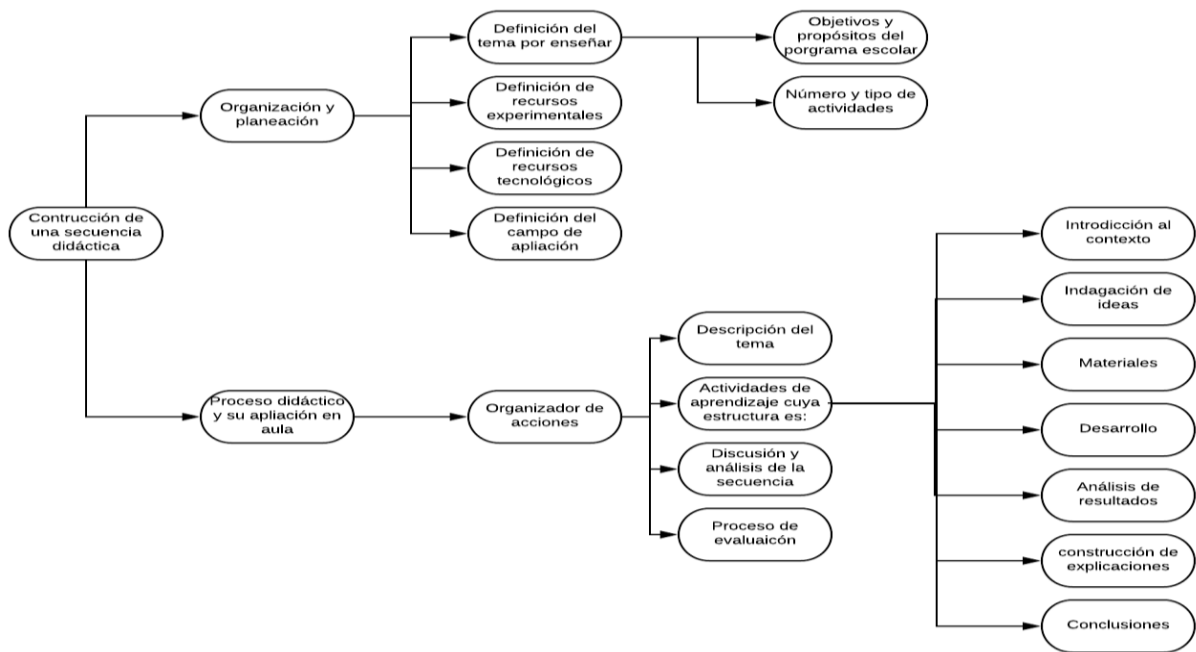 Contrucción de
una secuencia
didáctica
Organización y
planeación
Definición del
tema por enseñar
Objetivos y
propósitos del
porgrama escolar
Número y tipo de
actividades
Definición de
recursos
experimentales
Definición de
recursos
tecnológicos
Definición del
campo de
apliación
Proceso didáctico
y su apliación en
aula
Organizador de
acciones
Descripción del
tema
Actividades de
aprendizaje cuya
estructura es:
Discusión y
análisis de la
secuencia
Proceso de
evaluaicón
Introdicción al
contexto
Indagación de
ideas
Materiales
Desarrollo
Análisis de
resultados
construcción de
explicaciones
Conclusiones